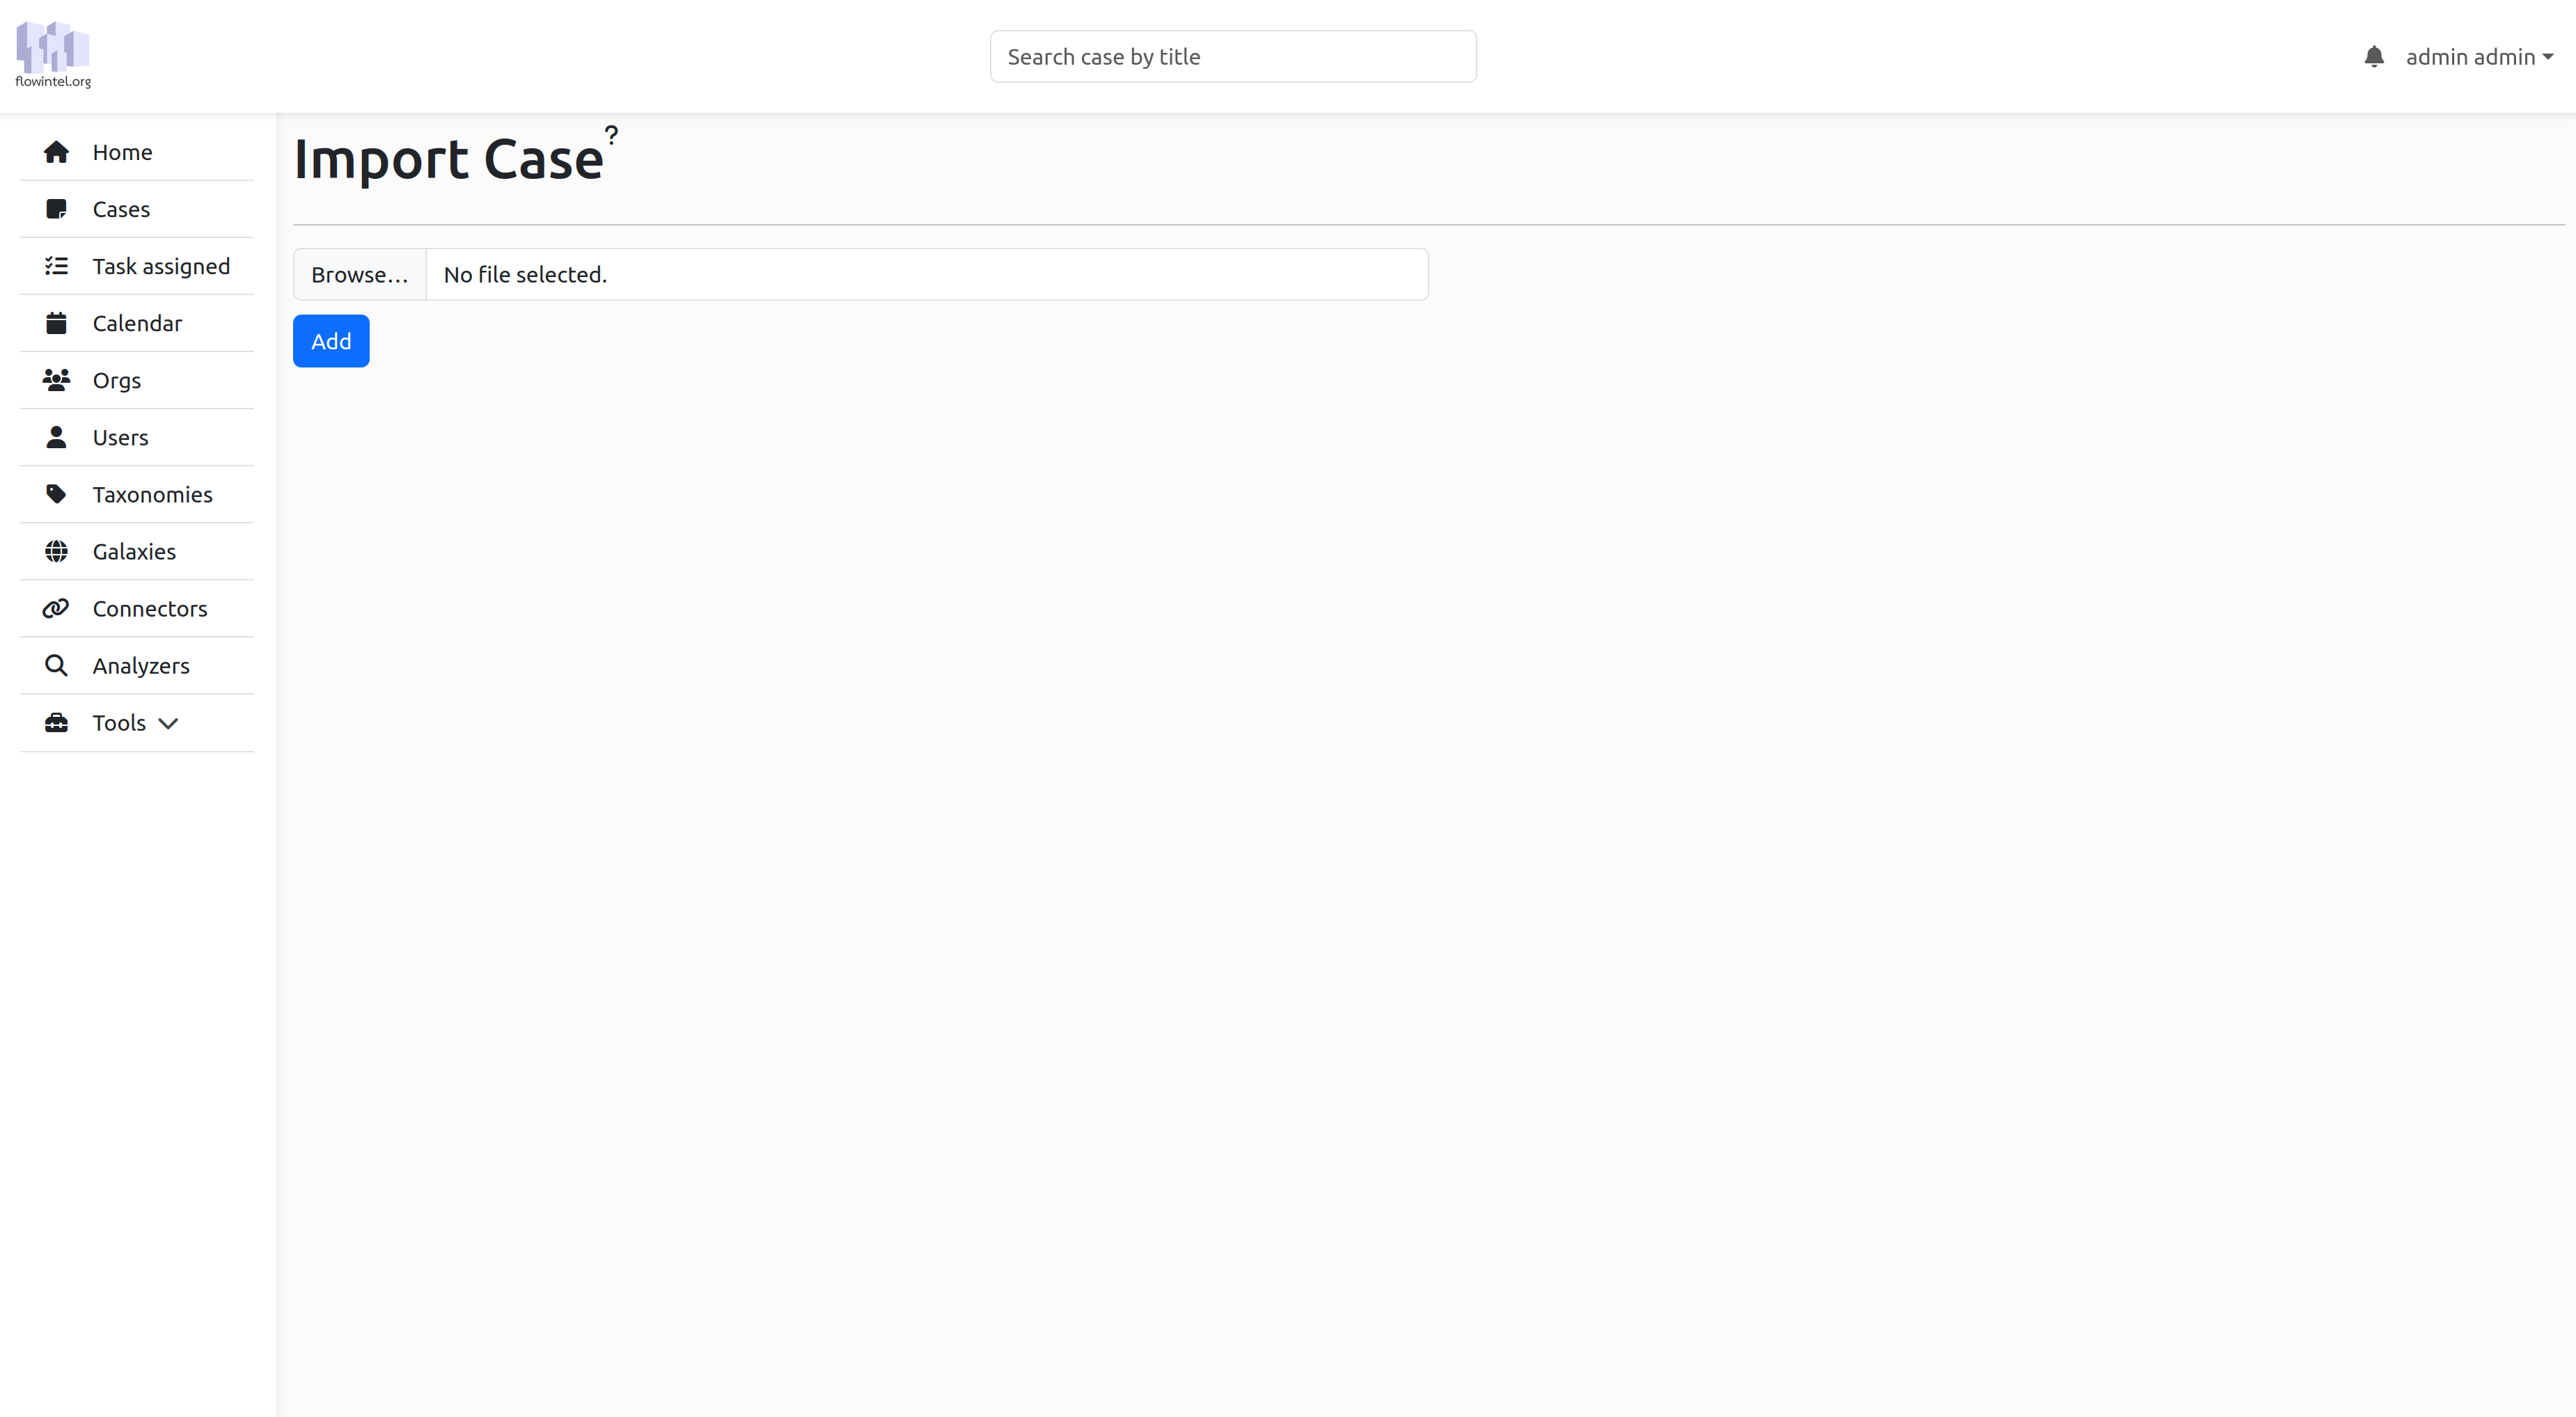 flowintel.org
Search case by title
admin admin
Home
Cases
Task assigned
Calendar
Orgs
Users
Taxonomies
Galaxies
Connectors
Analyzers
Tools
Import Case?
Browse... No file selected.
Add